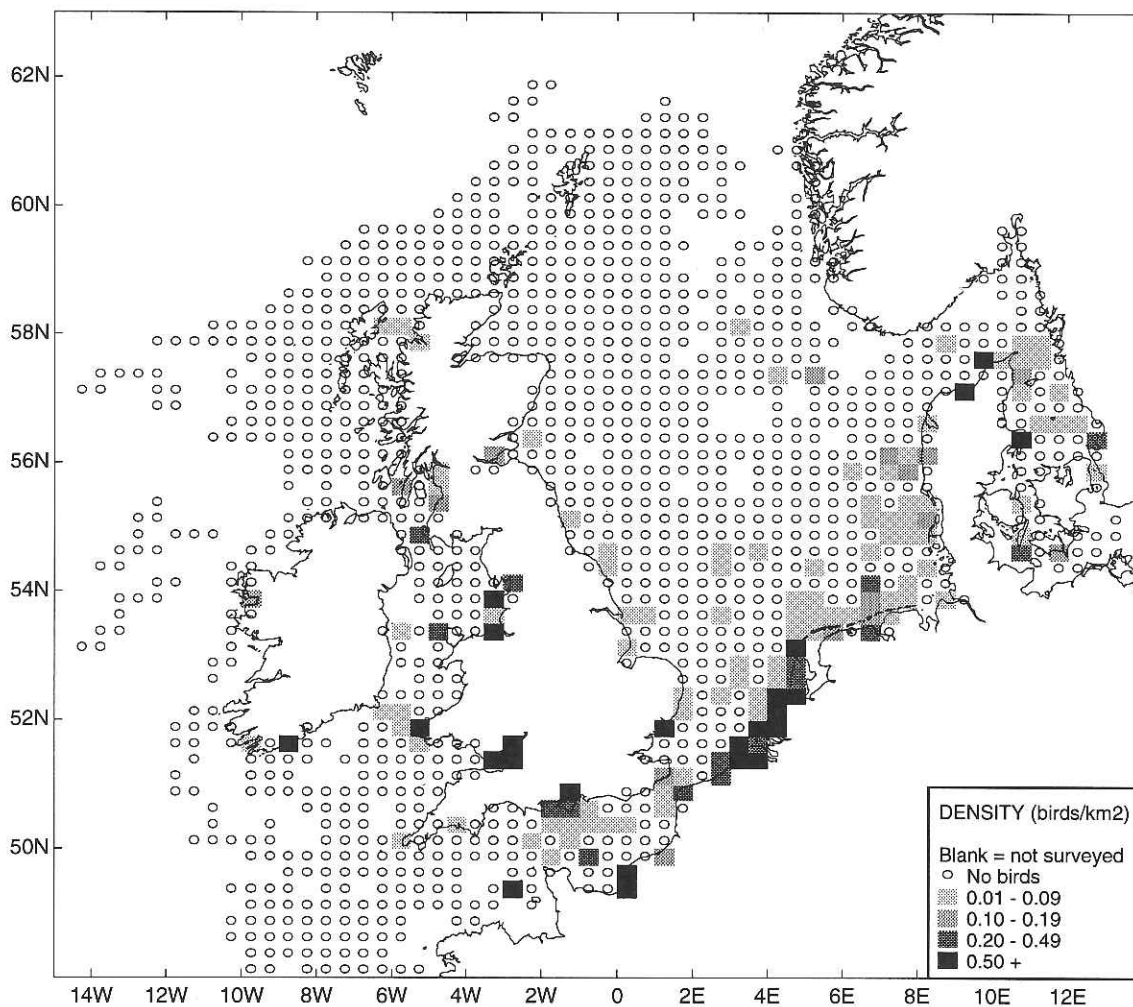 62N
60N
58N
56N
54N
52N
50N
14W 12W 10W 8W 6W 4W 2W 0 2E 4E 6E 8E 10E 12E
DENSITY (birds/km2)
Blank = not surveyed
No birds
0.01 - 0.09
0.10 - 0.19
0.20 - 0.49
0.50 +